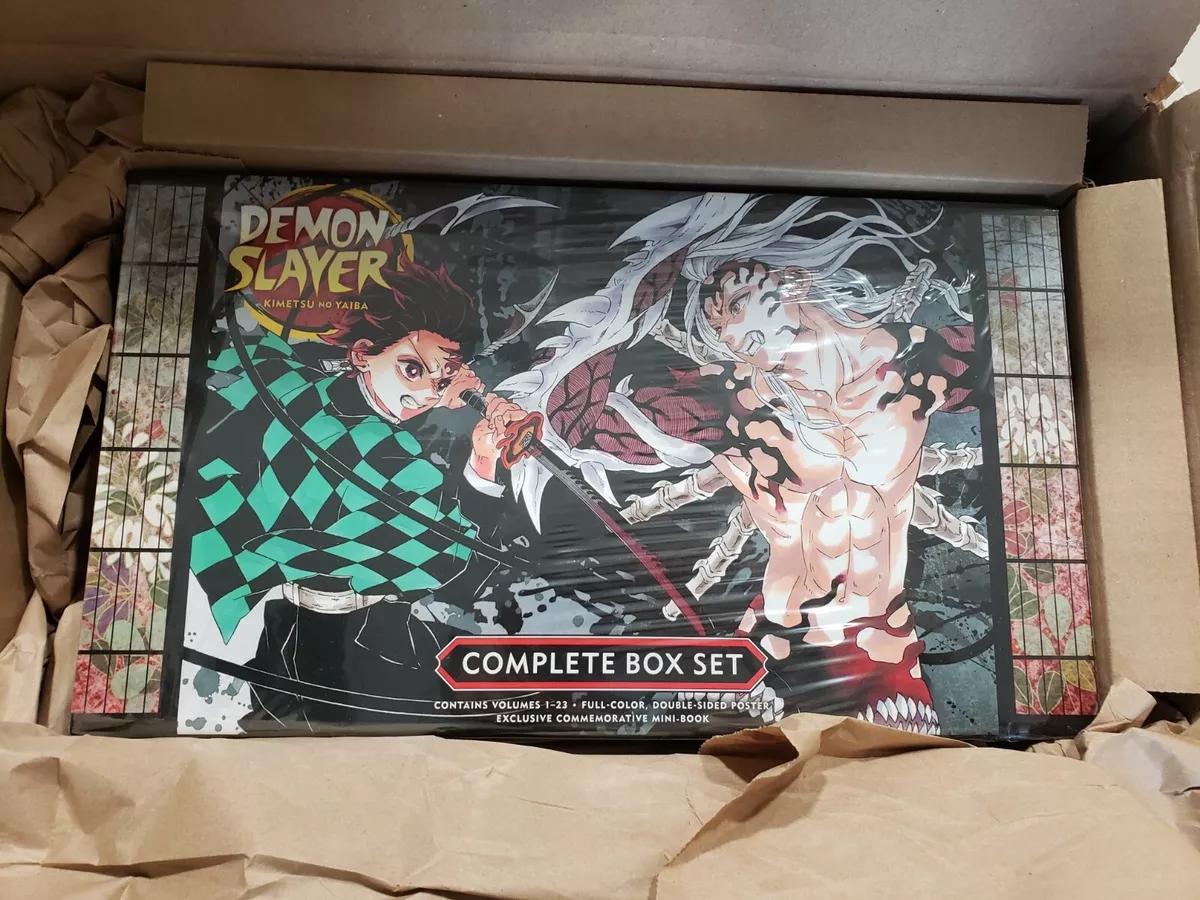 DEMON
SLAYER
KIMETSU NO YAIBA
COMPLETE BOX SET
CONTAINS VOLUMES 1–23 • FULL-COLOR, DOUBLE-SIDED POSTER
EXCLUSIVE COMMEMORATIVE MINI-BOOK